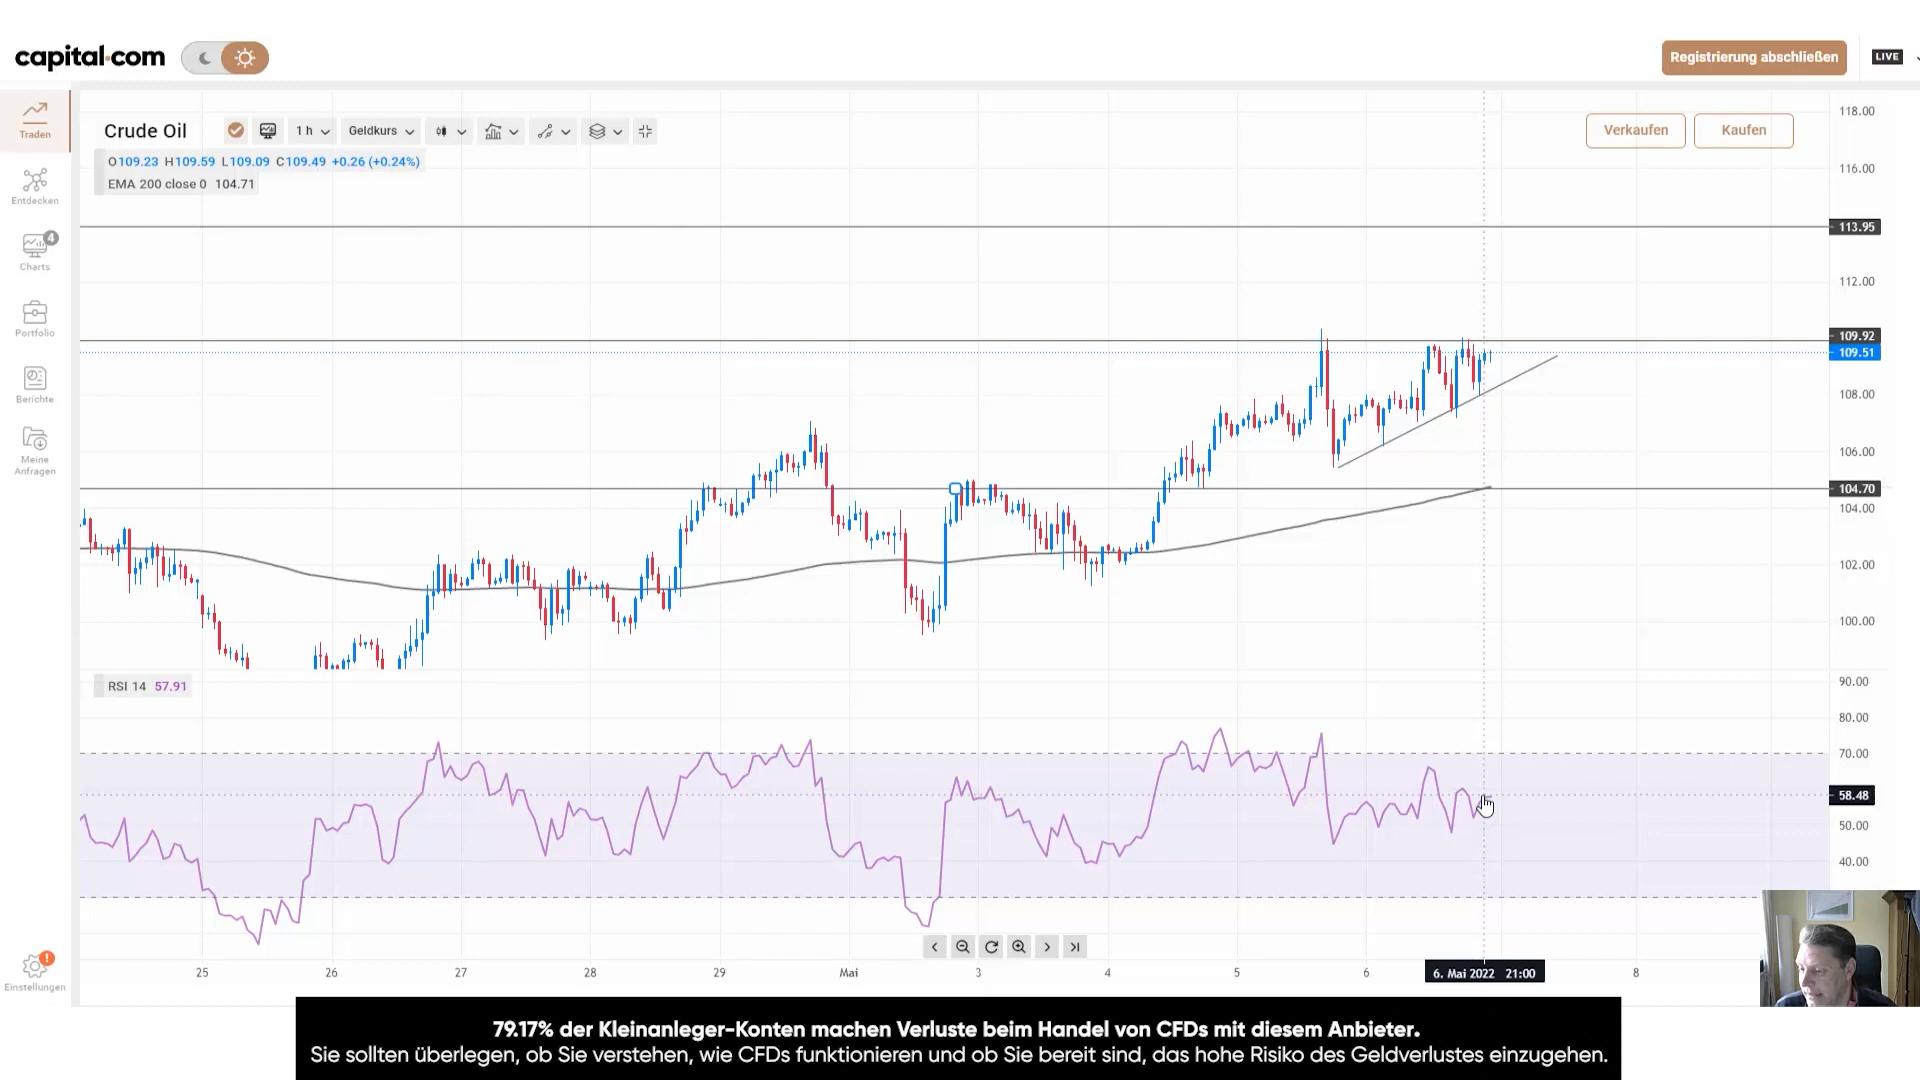 capital.com
Registrierung abschließen
LIVE
Traden
Entdecken
4
Charts
Portfolio
Berichte
Meine
Anfragen
!
Einstellungen
Crude Oil
1 h
Geldkurs
Verkaufen
Kaufen
O109.23 H109.59 L109.09 C109.49 +0.26 (+0.24%)
EMA 200 close 0 104.71
118.00
116.00
113.95
112.00
109.92
109.51
108.00
106.00
104.70
104.00
102.00
100.00
RSI 14 57.91
90.00
80.00
70.00
58.48
50.00
40.00
25 26 27 28 29 Mai 3 4 5 6 6. Mai 2022 21:00 8
79.17% der Kleinanleger-Konten machen Verluste beim Handel von CFDs mit diesem Anbieter.
Sie sollten überlegen, ob Sie verstehen, wie CFDs funktionieren und ob Sie bereit sind, das hohe Risiko des Geldverlustes einzugehen.